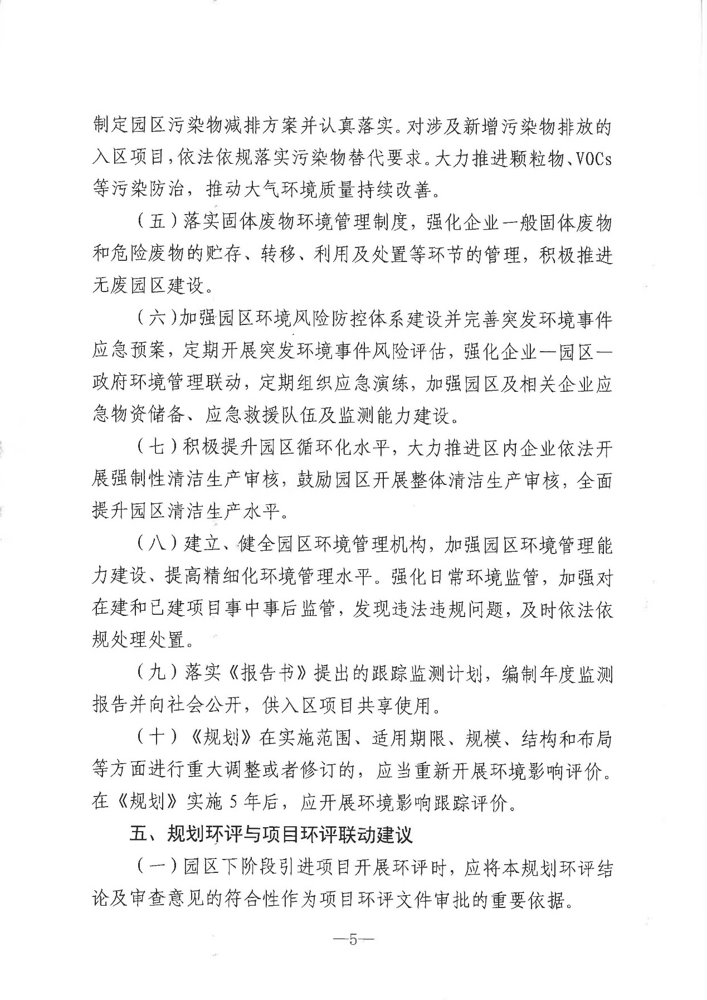 制定园区污染物减排方案并认真落实。对涉及新增污染物排放的
入区项目,依法依规落实污染物替代要求。大力推进颗粒物、VOCs
等污染防治，推动大气环境质量持续改善。
（五）落实固体废物环境管理制度，强化企业一般固体废物
和危险废物的贮存、转移、利用及处置等环节的管理，积极推进
无废园区建设。
（六）加强园区环境风险防控体系建设并完善突发环境事件
应急预案，定期开展突发环境事件风险评估，强化企业—园区—
政府环境管理联动，定期组织应急演练，加强园区及相关企业应
急物资储备、应急救援队伍及监测能力建设。
（七）积极提升园区循环化水平，大力推进区内企业依法开
展强制性清洁生产审核，鼓励园区开展整体清洁生产审核，全面
提升园区清洁生产水平。
（八）建立、健全园区环境管理机构，加强园区环境管理能
力建设、提高精细化环境管理水平。强化日常环境监管，加强对
在建和已建项目事中事后监管，发现违法违规问题，及时依法依
规处理处置。
（九）落实《报告书》提出的跟踪监测计划，编制年度监测
报告并向社会公开，供入区项目共享使用。
（十）《规划》在实施范围、适用期限、规模、结构和布局
等方面进行重大调整或者修订的，应当重新开展环境影响评价。
在《规划》实施 5 年后，应开展环境影响跟踪评价。
五、规划环评与项目环评联动建议
（一）园区下阶段引进项目开展环评时，应将本规划环评结
论及审查意见的符合性作为项目环评文件审批的重要依据。
—5—